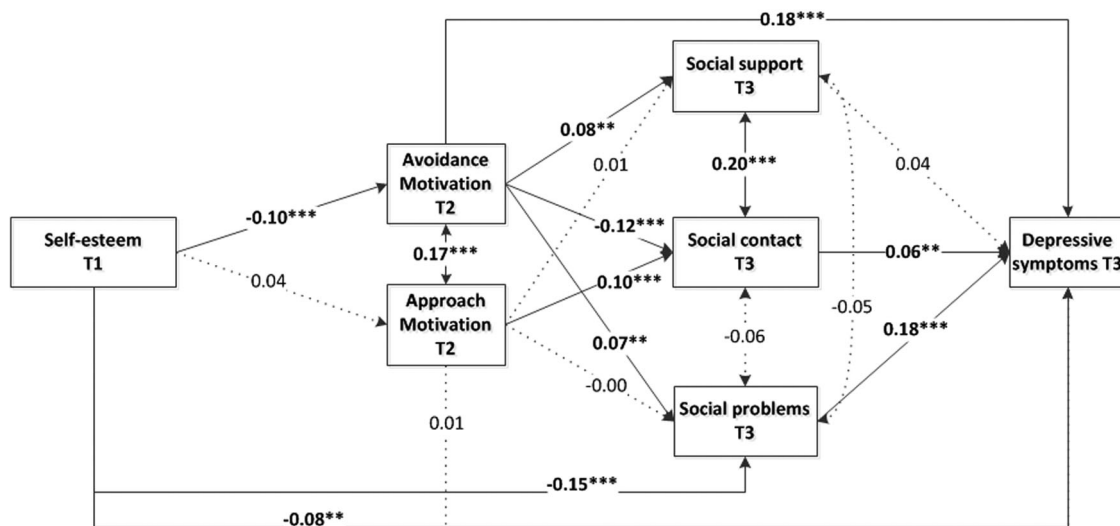 0.18***
Social support
T3
0.08**
0.01
0.20***
0.04
Avoidance
Motivation
T2
-0.10***
-0.12***
Self-esteem
T1
0.17***
Social contact
T3
0.06**
Depressive
symptoms T3
0.04
0.10***
Approach
Motivation
T2
-0.05
0.07**
-0.06
0.18***
-0.00
Social problems
T3
0.01
-0.15***
-0.08**